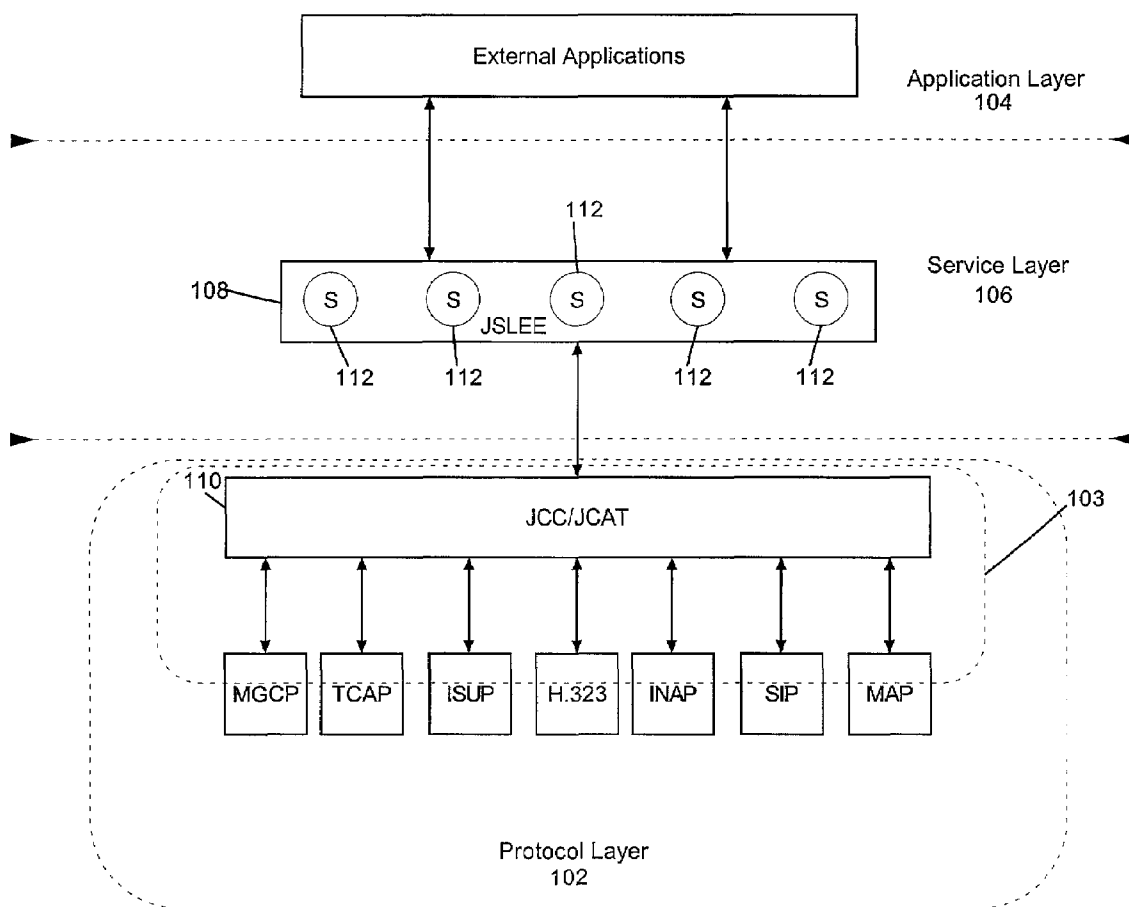 External Applications
Application Layer
104
112
Service Layer
106
108
S S S S S
JSLEE
112 112 112 112
110
JCC/JCAT
103
MGCP TCAP ISUP H.323 INAP SIP MAP
Protocol Layer
102